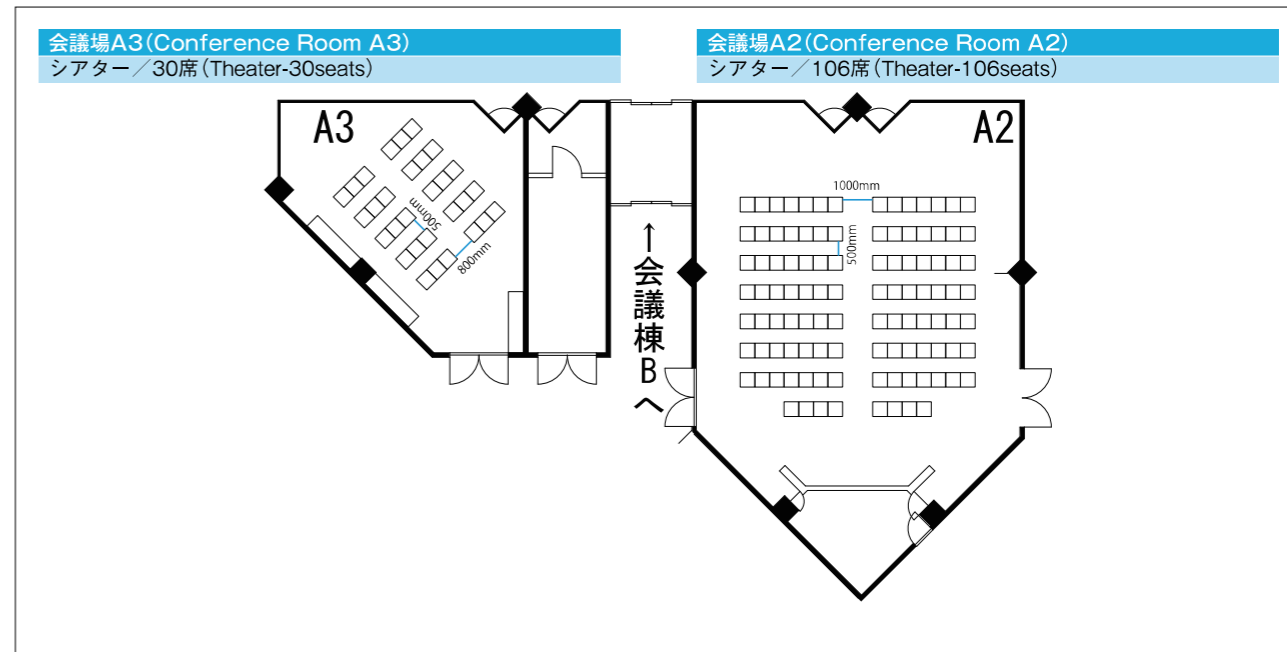 会議場A3(Conference Room A3)
シアター／30席(Theater-30seats)
会議場A2(Conference Room A2)
シアター／106席(Theater-106seats)
A3
500mm
800mm
↑会議棟Bへ
A2
1000mm
500mm